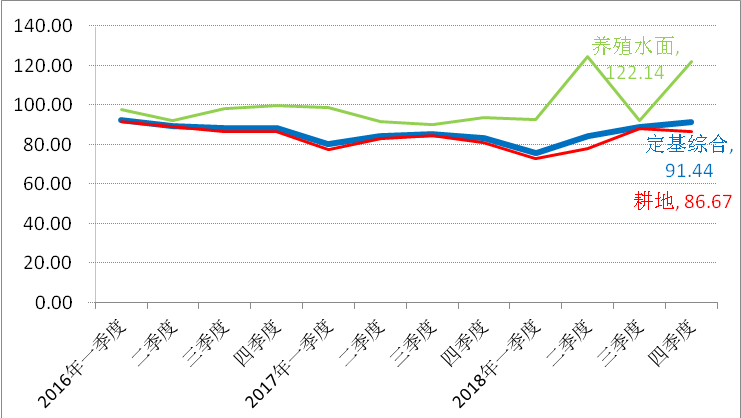 140.00
120.00
100.00
80.00
60.00
40.00
20.00
0.00
养殖水面,
122.14
定基综合,
91.44
耕地, 86.67
2016年一季度
二季度
三季度
四季度
2017年一季度
二季度
三季度
四季度
2018年一季度
二季度
三季度
四季度